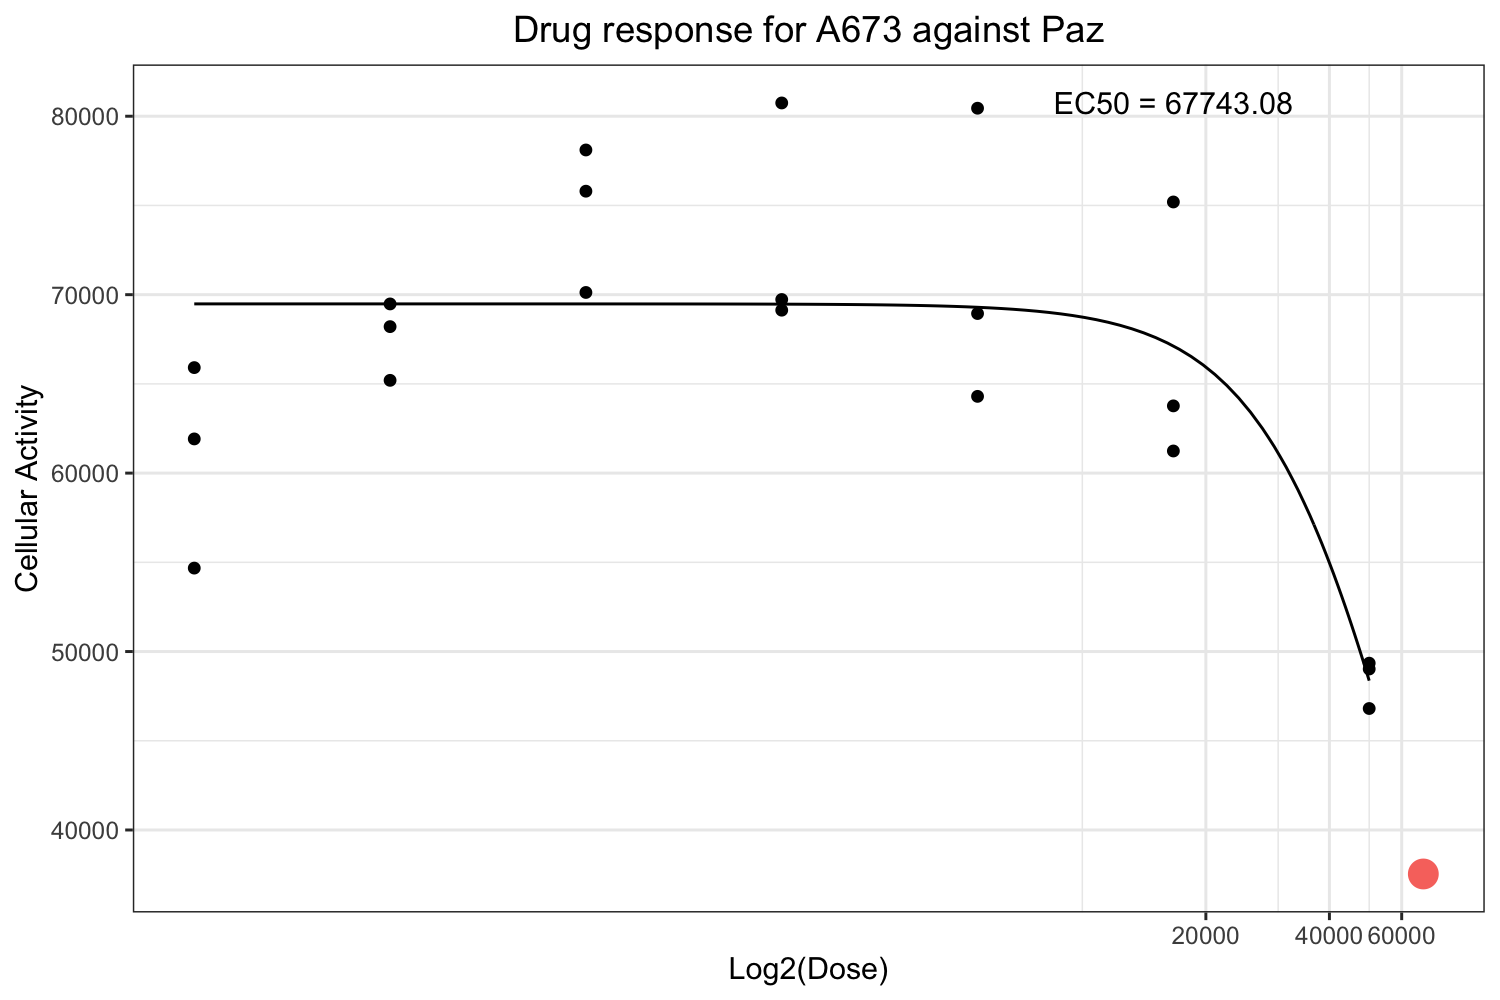 Drug response for A673 against Paz
EC50 = 67743.08
80000
70000
60000
50000
40000
Cellular Activity
20000 40000 60000
Log2(Dose)